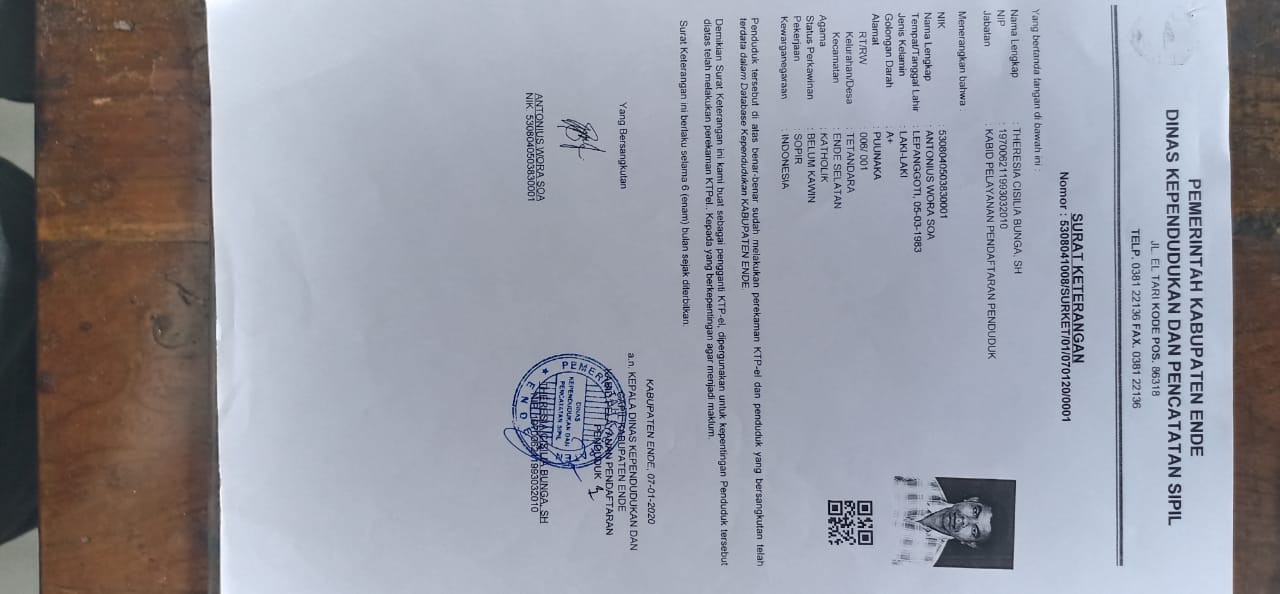 PEMERINTAH KABUPATEN ENDE
DINAS KEPENDUDUKAN DAN PENCATATAN SIPIL
JL. EL TARI KODE POS. 86318
TELP. 0381 22136 FAX. 0381 22136
SURAT KETERANGAN
Nomor : 5308041008/SURKET/01/070120/0001
Yang bertanda tangan di bawah ini :
Nama Lengkap : THERESIA CISILIA BUNGA, SH
NIP : 197006211993032010
Jabatan : KABID PELAYANAN PENDAFTARAN PENDUDUK
Menerangkan bahwa :
NIK : 5308040503830001
Nama Lengkap : ANTONIUS WORA SOA
Tempat/Tanggal Lahir : LEPANGGOTI, 05-03-1983
Jenis Kelamin : LAKI-LAKI
Golongan Darah : A+
Alamat : PUUNAKA
RT/RW : 006/ 001
Kelurahan/Desa : TETANDARA
Kecamatan : ENDE SELATAN
Agama : KATHOLIK
Status Perkawinan : BELUM KAWIN
Pekerjaan : SOPIR
Kewarganegaraan : INDONESIA
Penduduk tersebut di atas benar-benar sudah melakukan perekaman KTP-el dan penduduk yang bersangkutan telah
terdata dalam Database Kependudukan KABUPATEN ENDE.
Demikian Surat Keterangan ini kami buat sebagai pengganti KTP-el, dipergunakan untuk kepentingan Penduduk tersebut
diatas telah melakukan perekaman KTPel. Kepada yang berkepentingan agar menjadi maklum.
Surat Keterangan ini berlaku selama 6 (enam) bulan sejak diterbitkan.
KABUPATEN ENDE, 07-01-2020
Yang Bersangkutan
a.n. KEPALA DINAS KEPENDUDUKAN DAN
KABUPATEN ENDE
PELAYANAN PENDAFTARAN
PENDUDUK
DINAS
KEPENDUDUKAN DAN
PENCATATAN SIPIL
ANTONIUS WORA SOA
THERESIA CISILIA BUNGA, SH
NIK. 5308040503830001